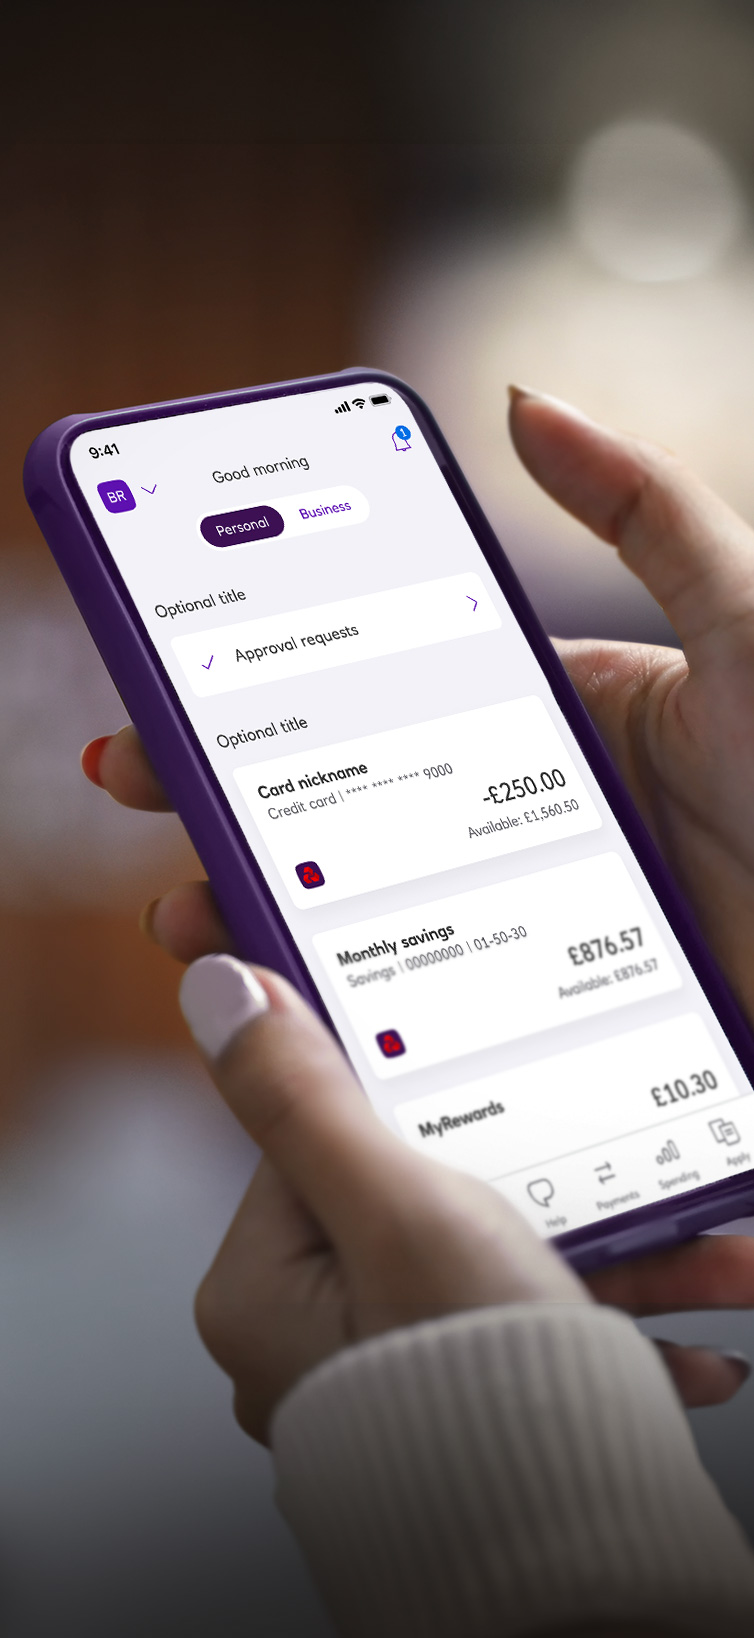 9:41
1
BR
Good morning
Personal
Business
Optional title
Approval requests
Optional title
Card nickname
Credit card | **** **** **** 9000
-£250.00
Available: £1,560.50
Monthly savings
Savings | 00000000 | 01-50-30
£876.57
Available: £876.57
MyRewards
£10.30
Help
Payments
Spending
Apply